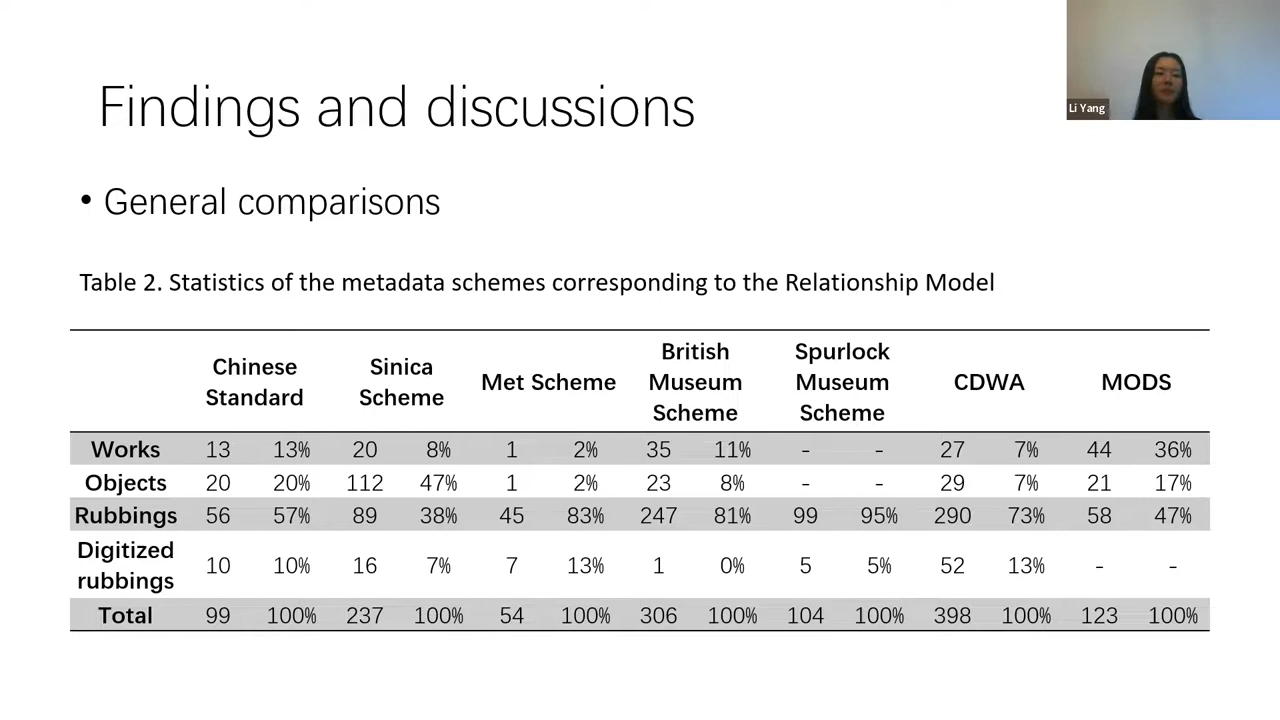 Li Yang
Findings and discussions
• General comparisons
Table 2. Statistics of the metadata schemes corresponding to the Relationship Model
Chinese Standard Sinica Scheme Met Scheme British Museum Scheme Spurlock Museum Scheme CDWA MODS
Works 13 13% 20 8% 1 2% 35 11% - - 27 7% 44 36%
Objects 20 20% 112 47% 1 2% 23 8% - - 29 7% 21 17%
Rubbings 56 57% 89 38% 45 83% 247 81% 99 95% 290 73% 58 47%
Digitized rubbings 10 10% 16 7% 7 13% 1 0% 5 5% 52 13% - -
Total 99 100% 237 100% 54 100% 306 100% 104 100% 398 100% 123 100%